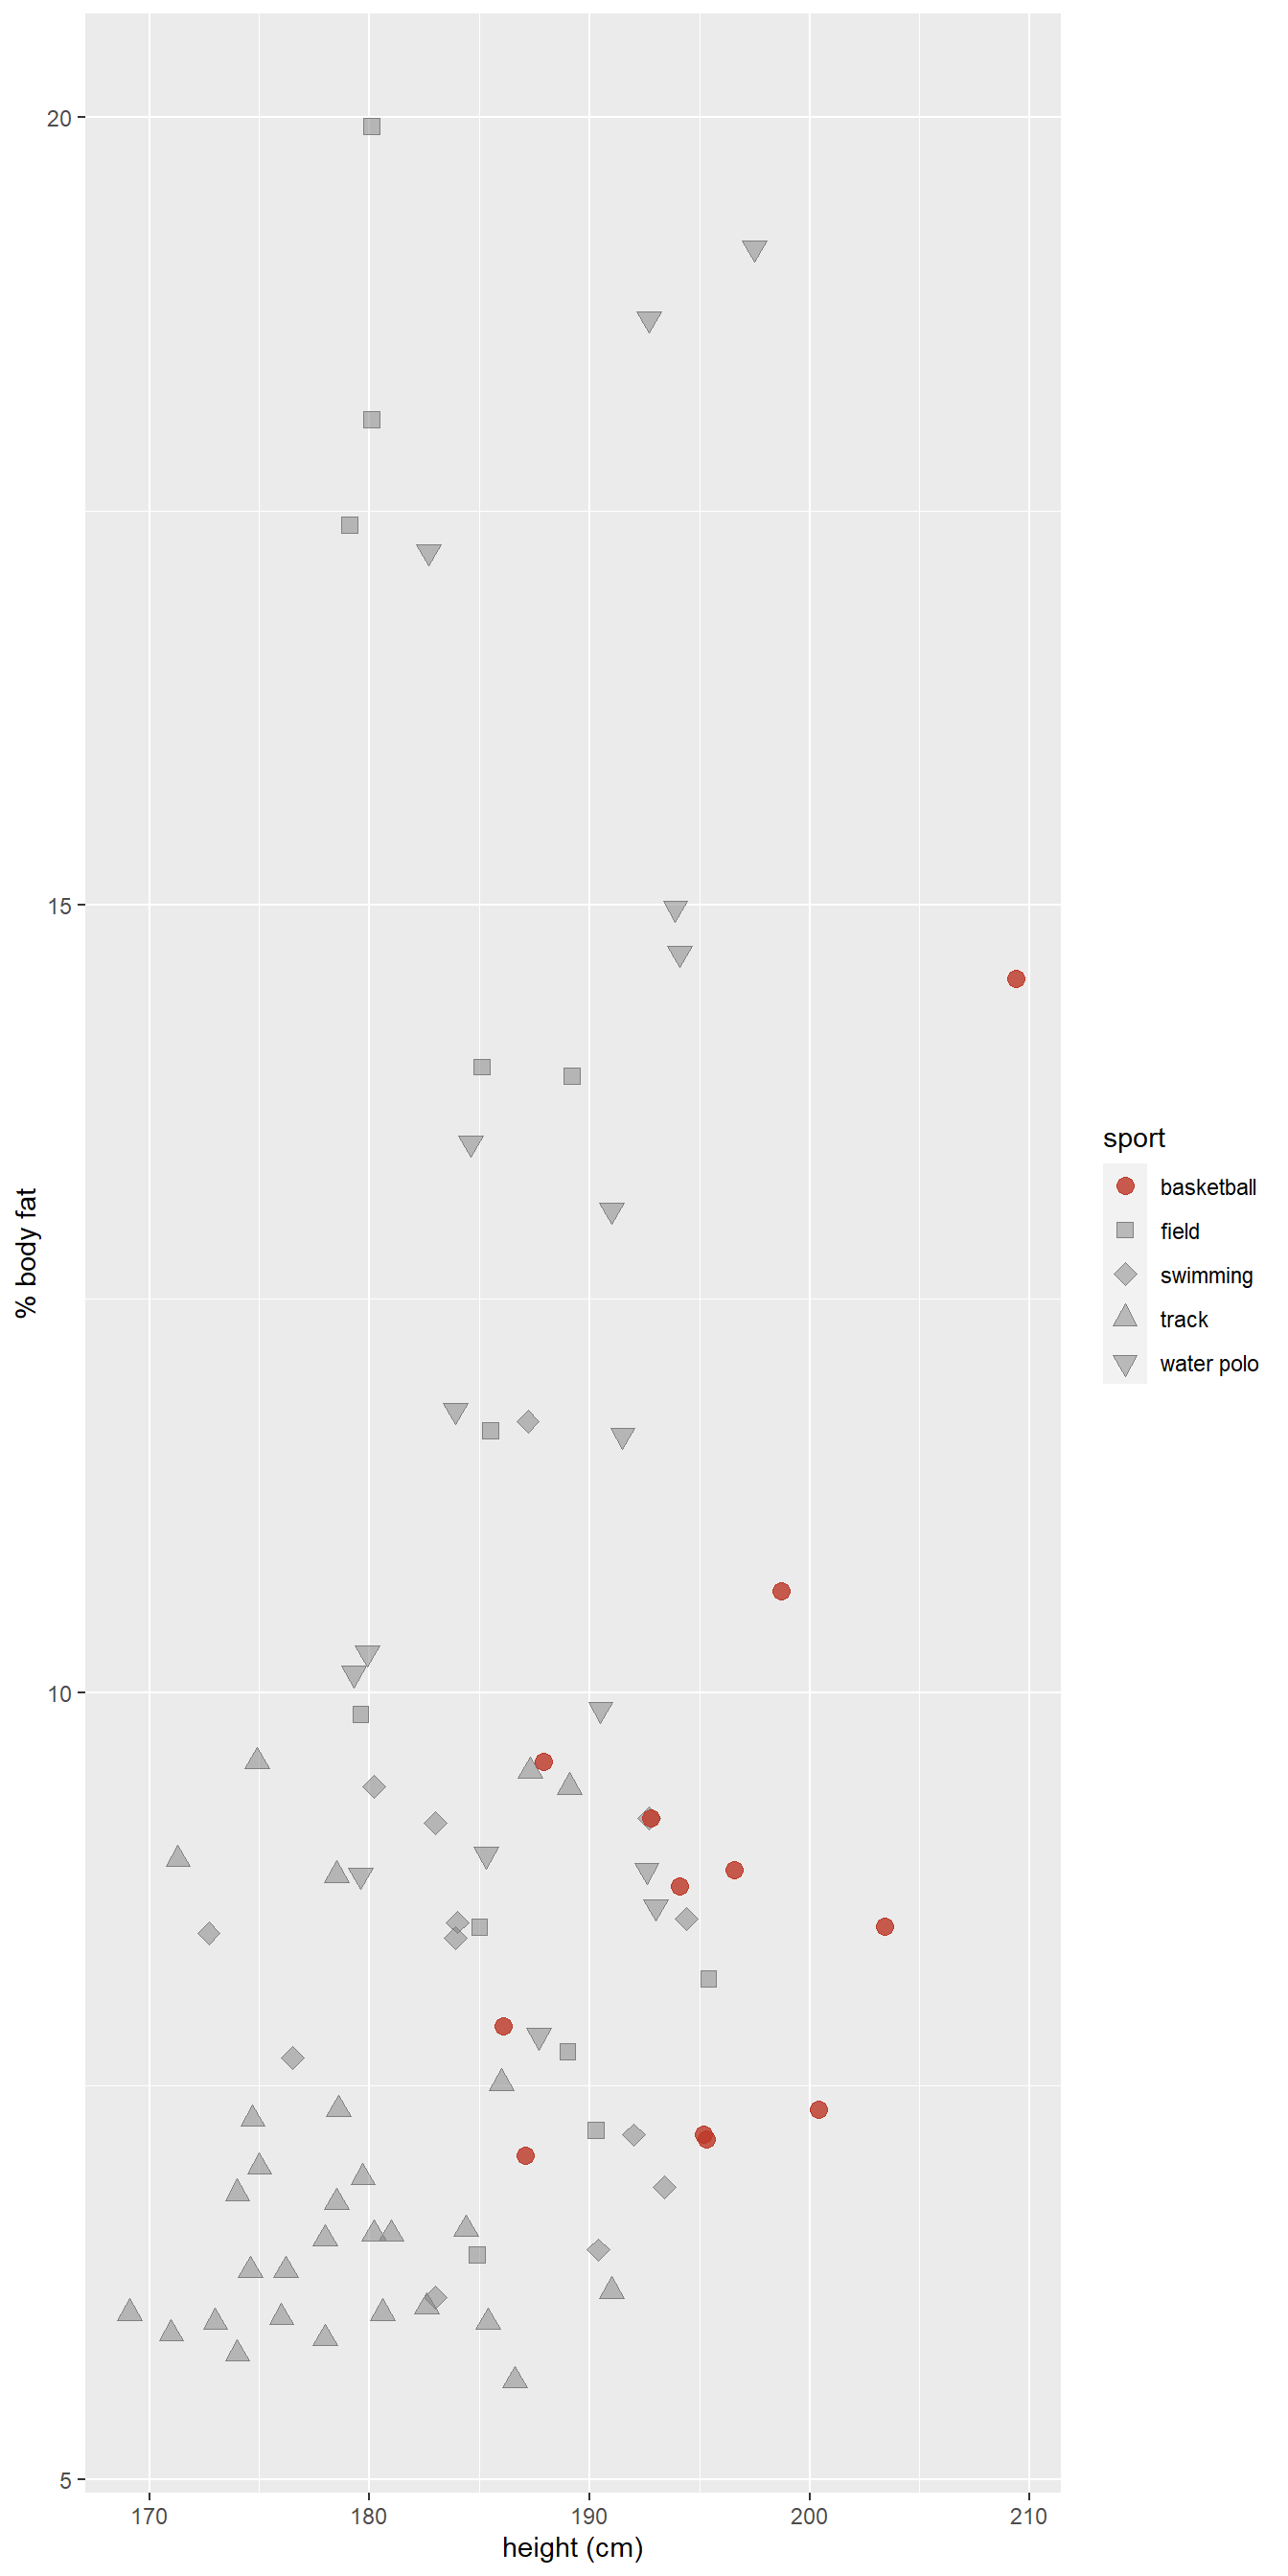 20
15
10
5
170 180 190 200 210
height (cm)
% body fat
sport
basketball
field
swimming
track
water polo